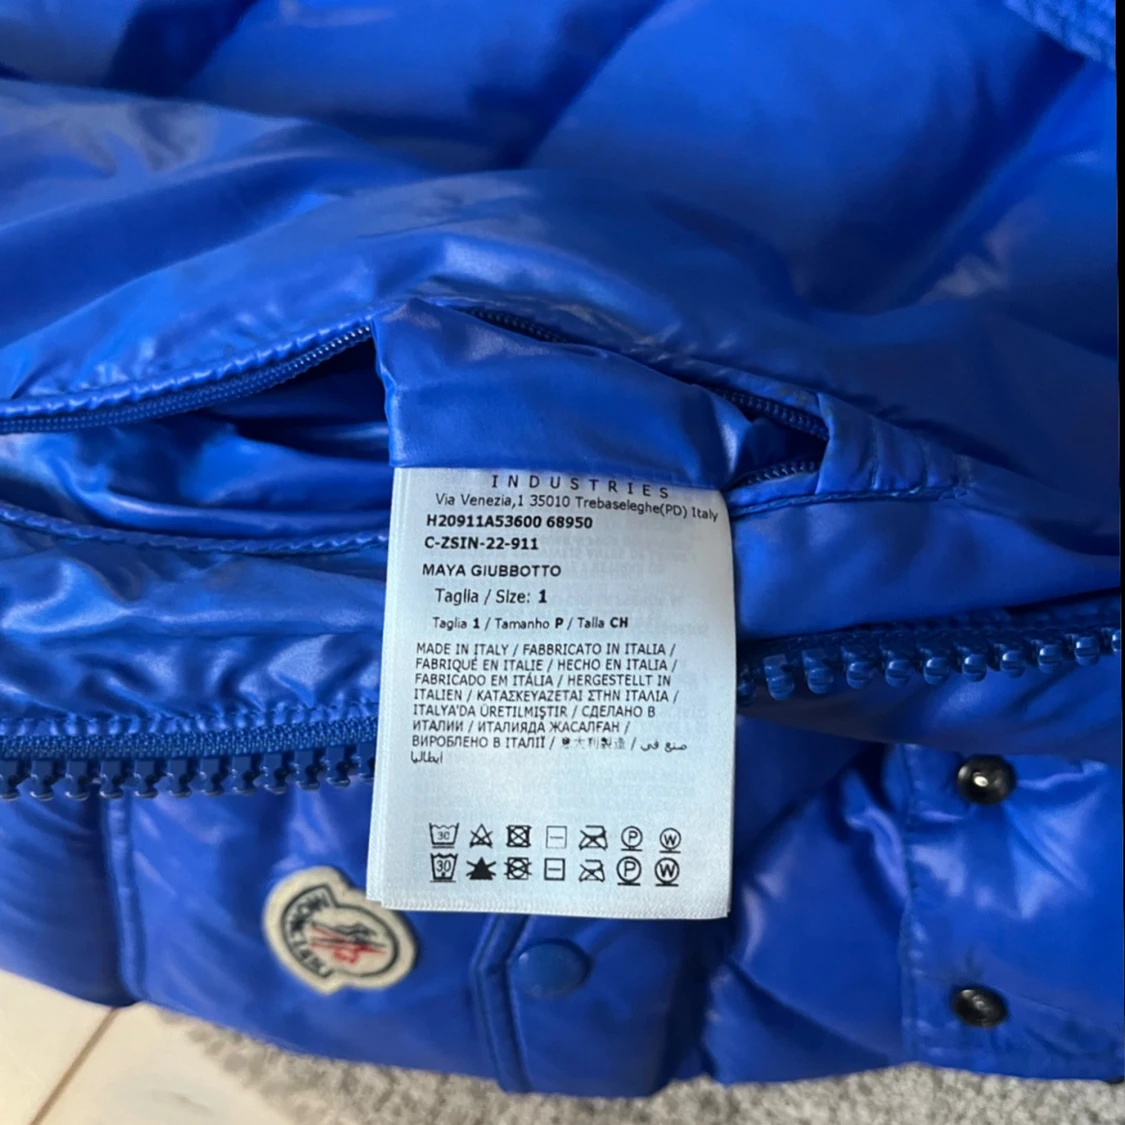 INDUSTRIES
Via Venezia,1 35010 Trebaseleghe(PD) Italy
H20911A53600 68950
C-ZSIN-22-911
MAYA GIUBBOTTO
Taglia / Size: 1
Taglia 1 / Tamanho P / Talla CH
MADE IN ITALY / FABBRICATO IN ITALIA /
FABRIQUÉ EN ITALIE / HECHO EN ITALIA /
FABRICADO EM ITÁLIA / HERGESTELLT IN
ITALIEN / ΚΑΤΑΣΚΕΥΑΖΕΤΑΙ ΣΤΗΝ ΙΤΑΛΙΑ /
ITALYA'DA ÜRETILMIŞTIR / СДЕЛАНО В
ИТАЛИИ / ИТАЛИЯДА ЖАСАЛҒАН /
ВИРОБЛЕНО В ІТАЛІЇ / 意大利製造 / صنع في
ايطاليا
30 P W
30 P W
MONCLER